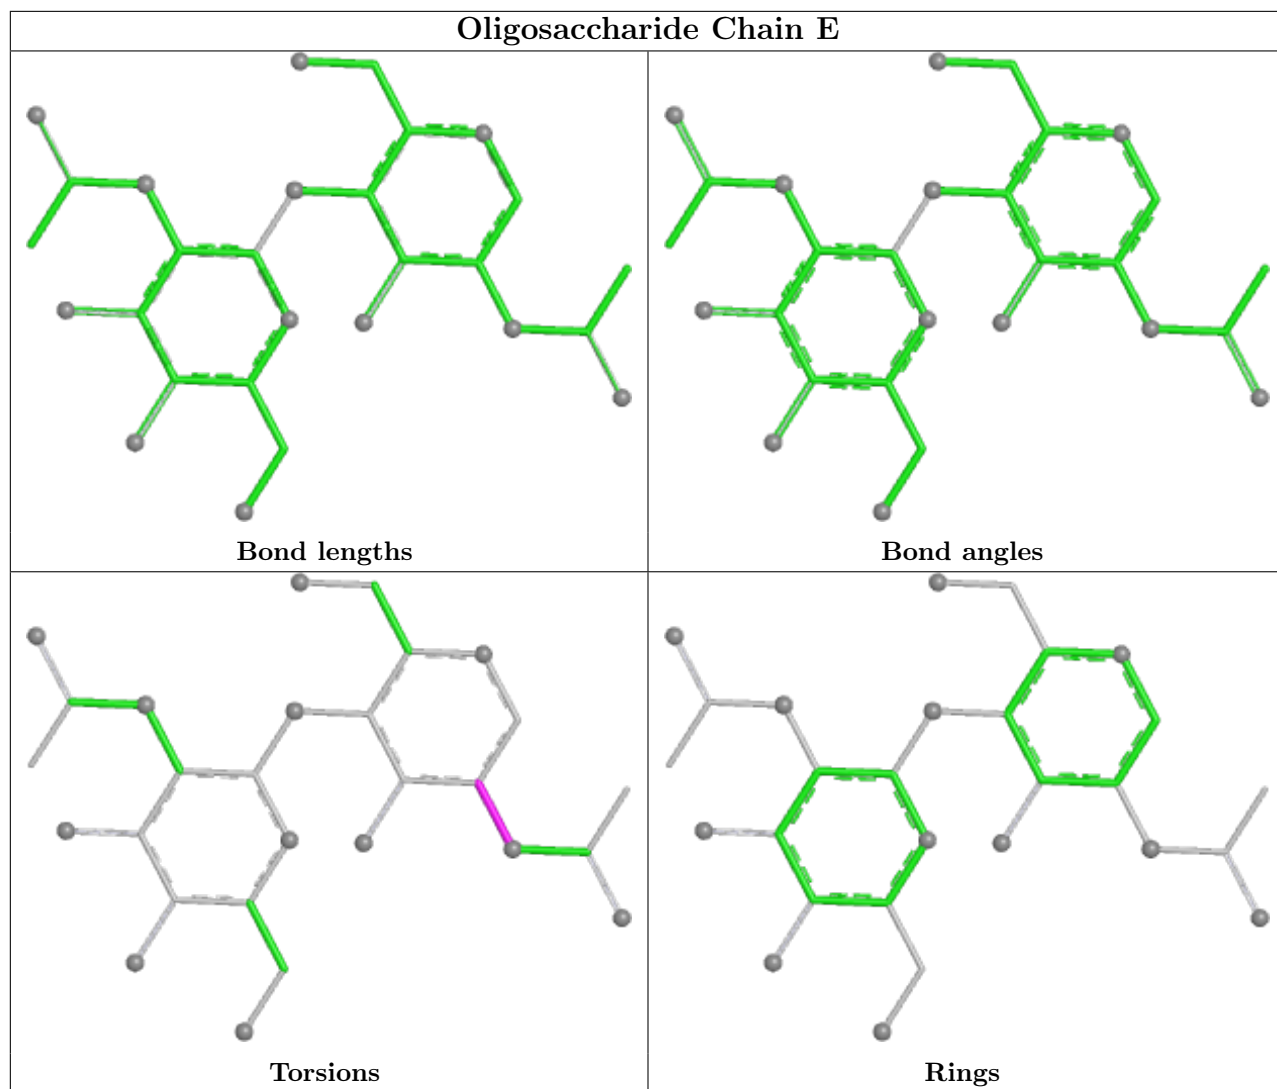 Oligosaccharide Chain E
Bond lengths
Bond angles
Torsions
Rings